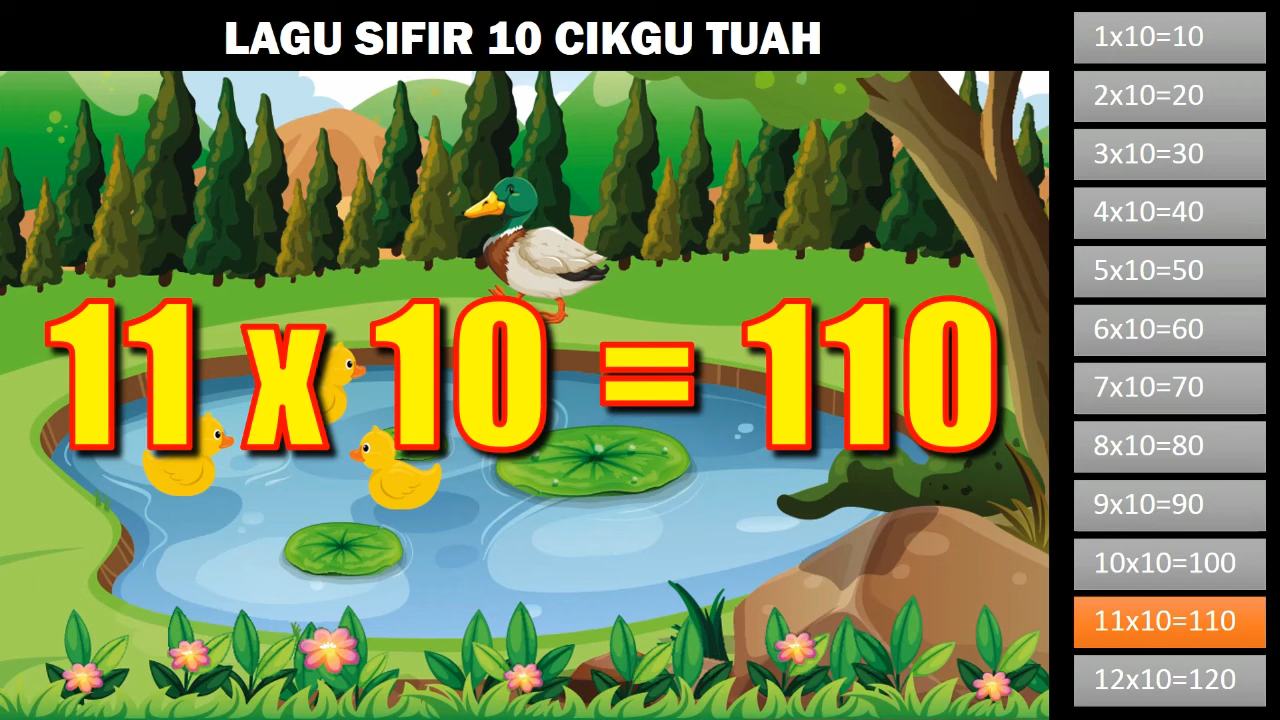 LAGU SIFIR 10 CIKGU TUAH
11 x 10 = 110
1x10=10
2x10=20
3x10=30
4x10=40
5x10=50
6x10=60
7x10=70
8x10=80
9x10=90
10x10=100
11x10=110
12x10=120